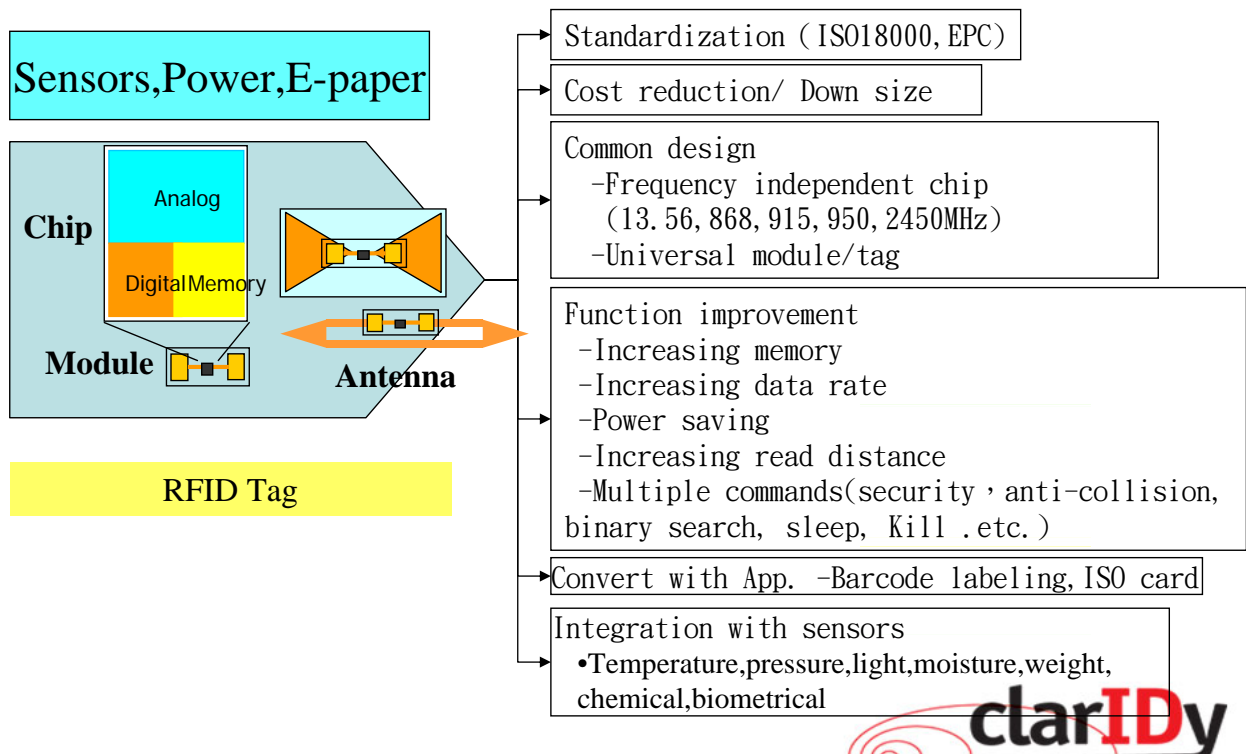 Sensors,Power,E-paper
Chip
Analog
Digital Memory
Module
Antenna
RFID Tag
Standardization (ISO18000,EPC)
Cost reduction/ Down size
Common design
-Frequency independent chip
(13.56,868,915,950,2450MHz)
-Universal module/tag
Function improvement
-Increasing memory
-Increasing data rate
-Power saving
-Increasing read distance
-Multiple commands(security，anti-collision,
binary search, sleep, Kill .etc.)
Convert with App. -Barcode labeling,ISO card
Integration with sensors
•Temperature,pressure,light,moisture,weight,
chemical,biometrical
clarIDy